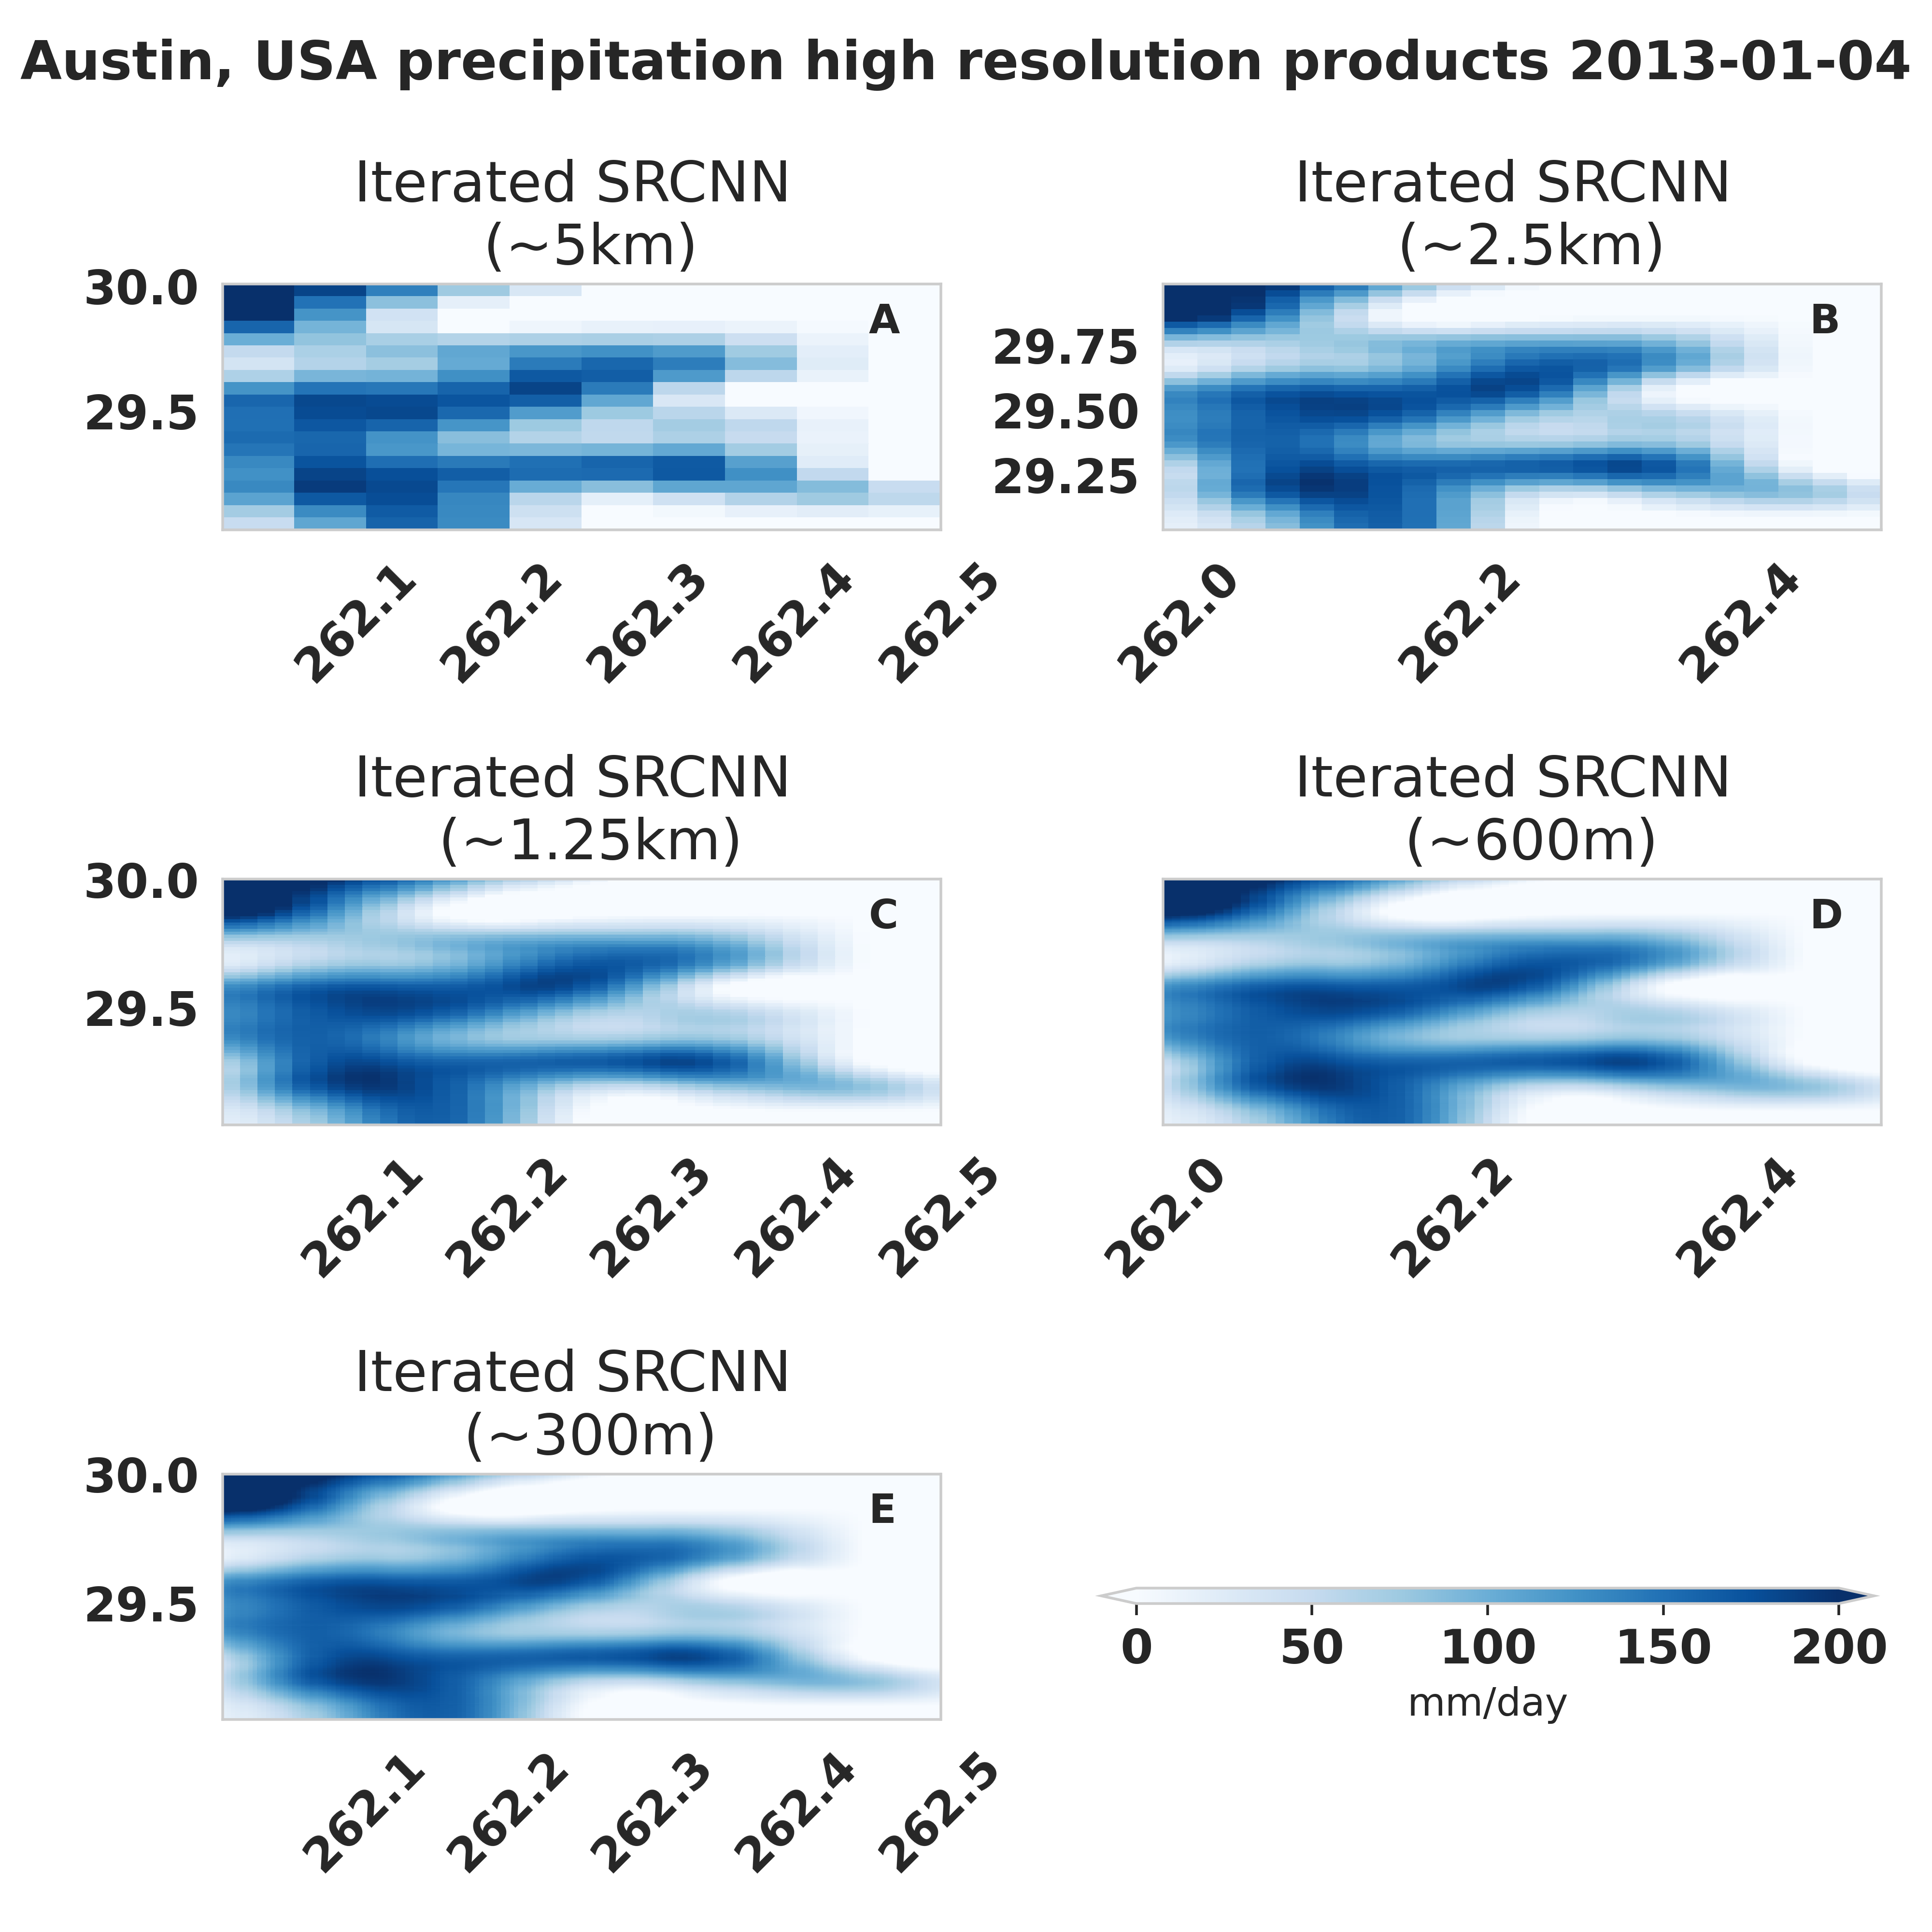 Austin, USA precipitation high resolution products 2013-01-04
Iterated SRCNN
(~5km)
30.0
29.5
A
262.1
262.2
262.3
262.4
262.5
Iterated SRCNN
(~2.5km)
29.75
29.50
29.25
B
262.0
262.2
262.4
Iterated SRCNN
(~1.25km)
30.0
29.5
C
262.1
262.2
262.3
262.4
262.5
Iterated SRCNN
(~600m)
D
262.0
262.2
262.4
Iterated SRCNN
(~300m)
30.0
29.5
E
262.1
262.2
262.3
262.4
262.5
0 50 100 150 200
mm/day